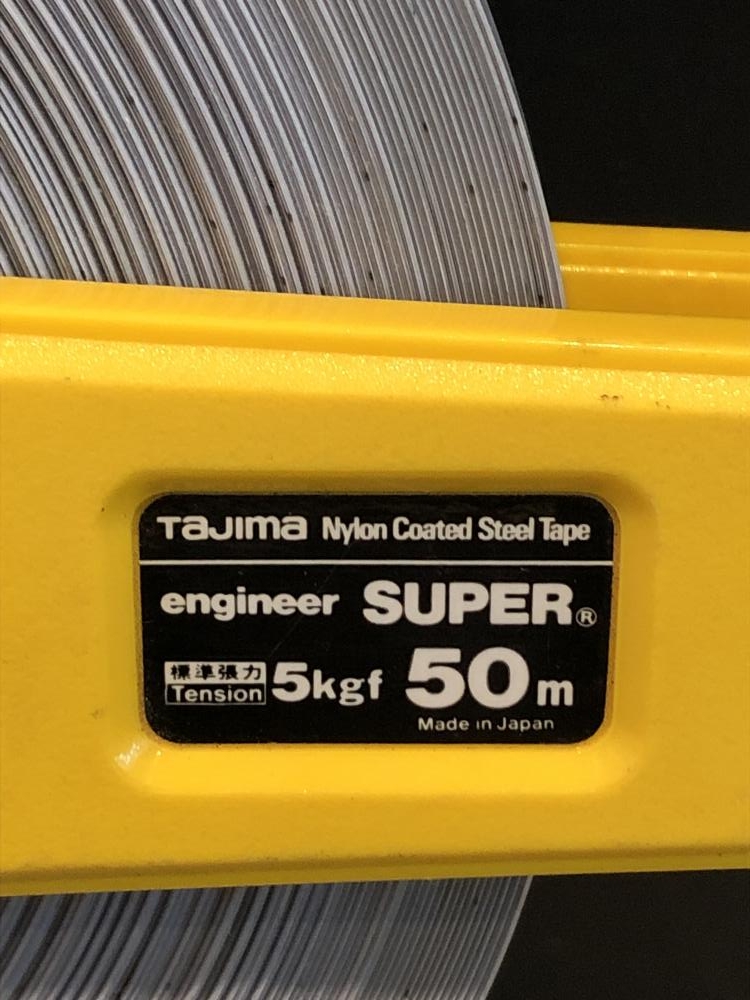 TaJima Nylon Coated Steel Tape
engineer SUPER®
標準張力
Tension 5kgf 50m
Made in Japan